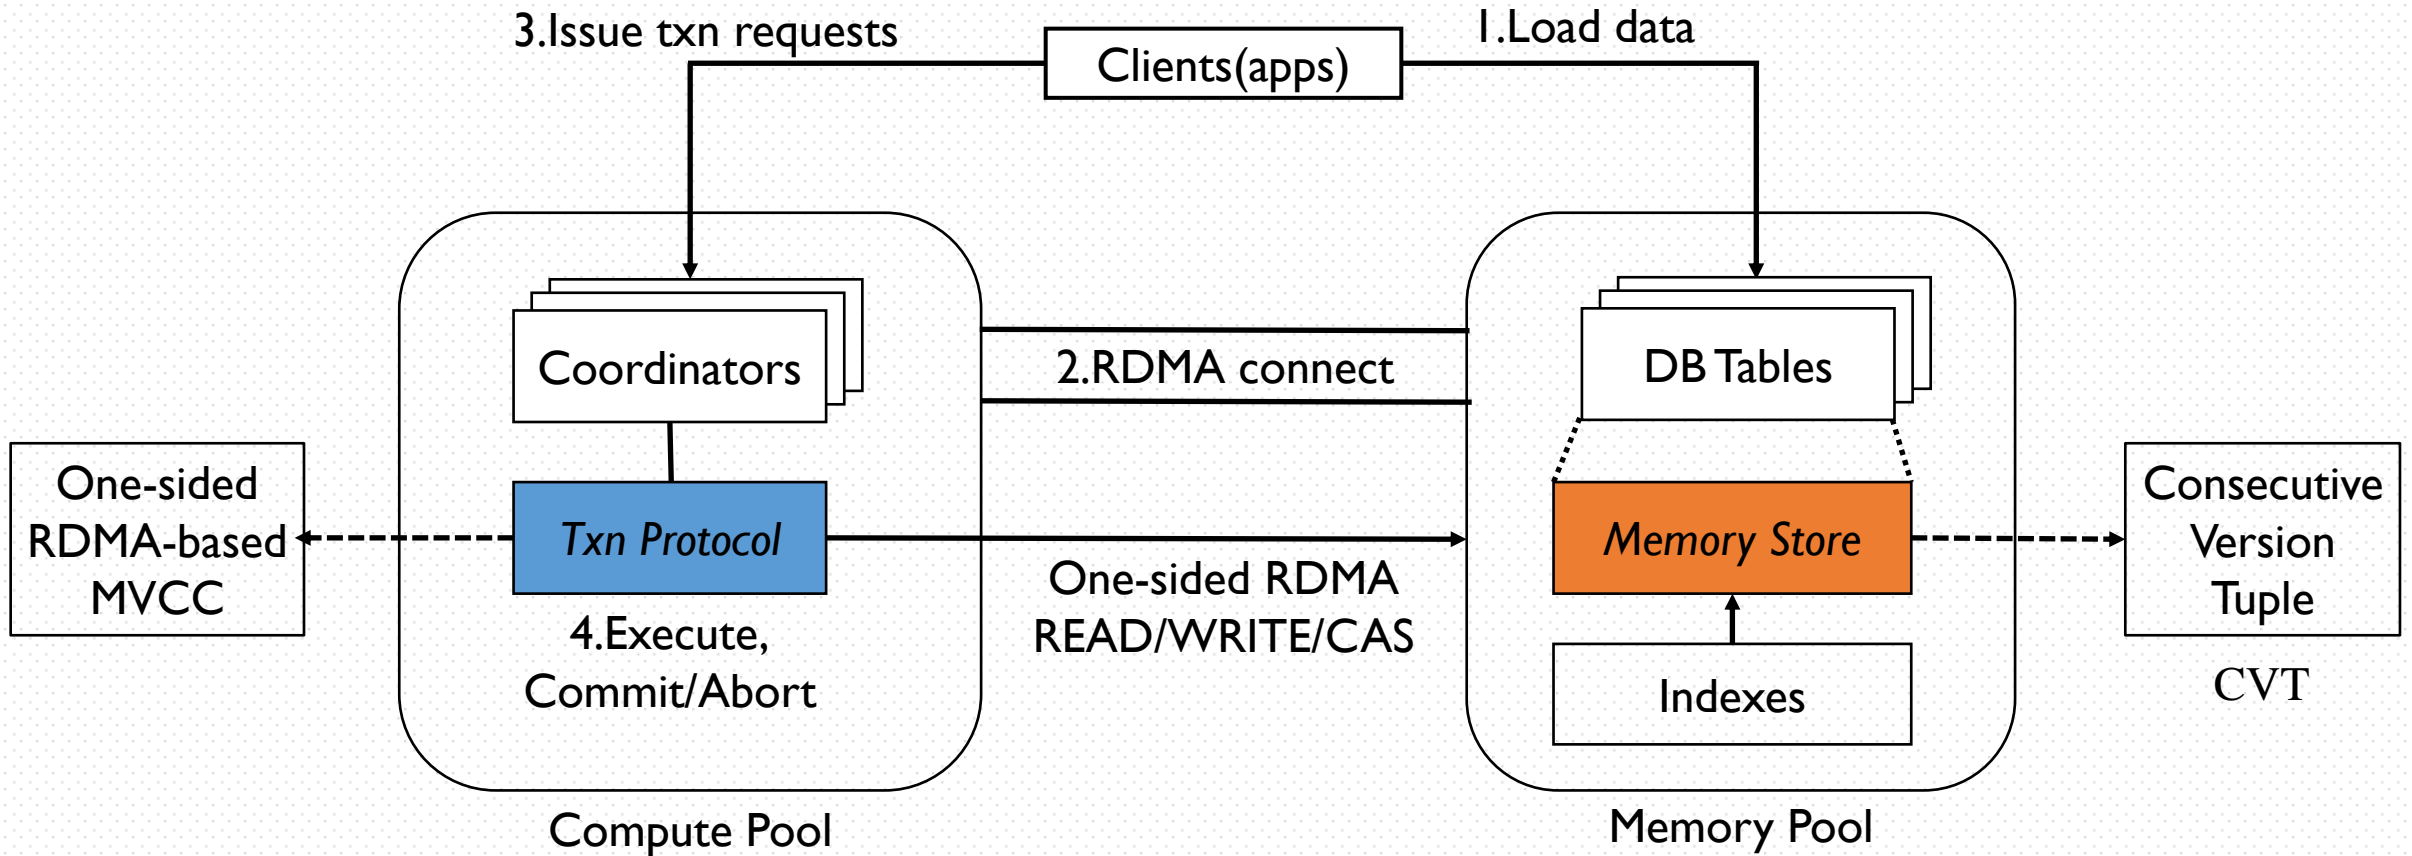 3.Issue txn requests
1.Load data
Clients(apps)
Coordinators
2.RDMA connect
DB Tables
One-sided
RDMA-based
MVCC
Txn Protocol
Memory Store
Consecutive
Version
Tuple
One-sided RDMA
READ/WRITE/CAS
4.Execute,
Commit/Abort
Indexes
CVT
Compute Pool
Memory Pool